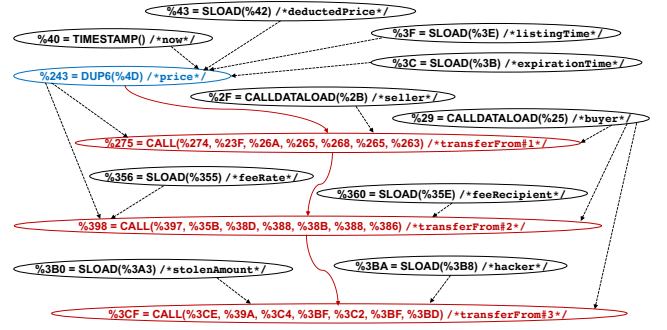 %43 = SLOAD(%42) /*deductedPrice*/
%40 = TIMESTAMP() /*now*/
%3F = SLOAD(%3E) /*listingTime*/
%3C = SLOAD(%3B) /*expirationTime*/
%243 = DUP6(%4D) /*price*/
%2F = CALLDATALOAD(%2B) /*seller*/
%29 = CALLDATALOAD(%25) /*buyer*/
%275 = CALL(%274, %23F, %26A, %265, %268, %265, %263) /*transferFrom#1*/
%356 = SLOAD(%355) /*feeRate*/
%360 = SLOAD(%35E) /*feeRecipient*/
%398 = CALL(%397, %35B, %38D, %388, %38B, %388, %386) /*transferFrom#2*/
%3B0 = SLOAD(%3A3) /*stolenAmount*/
%3BA = SLOAD(%3B8) /*hacker*/
%3CF = CALL(%3CE, %39A, %3C4, %3BF, %3C2, %3BF, %3BD) /*transferFrom#3*/